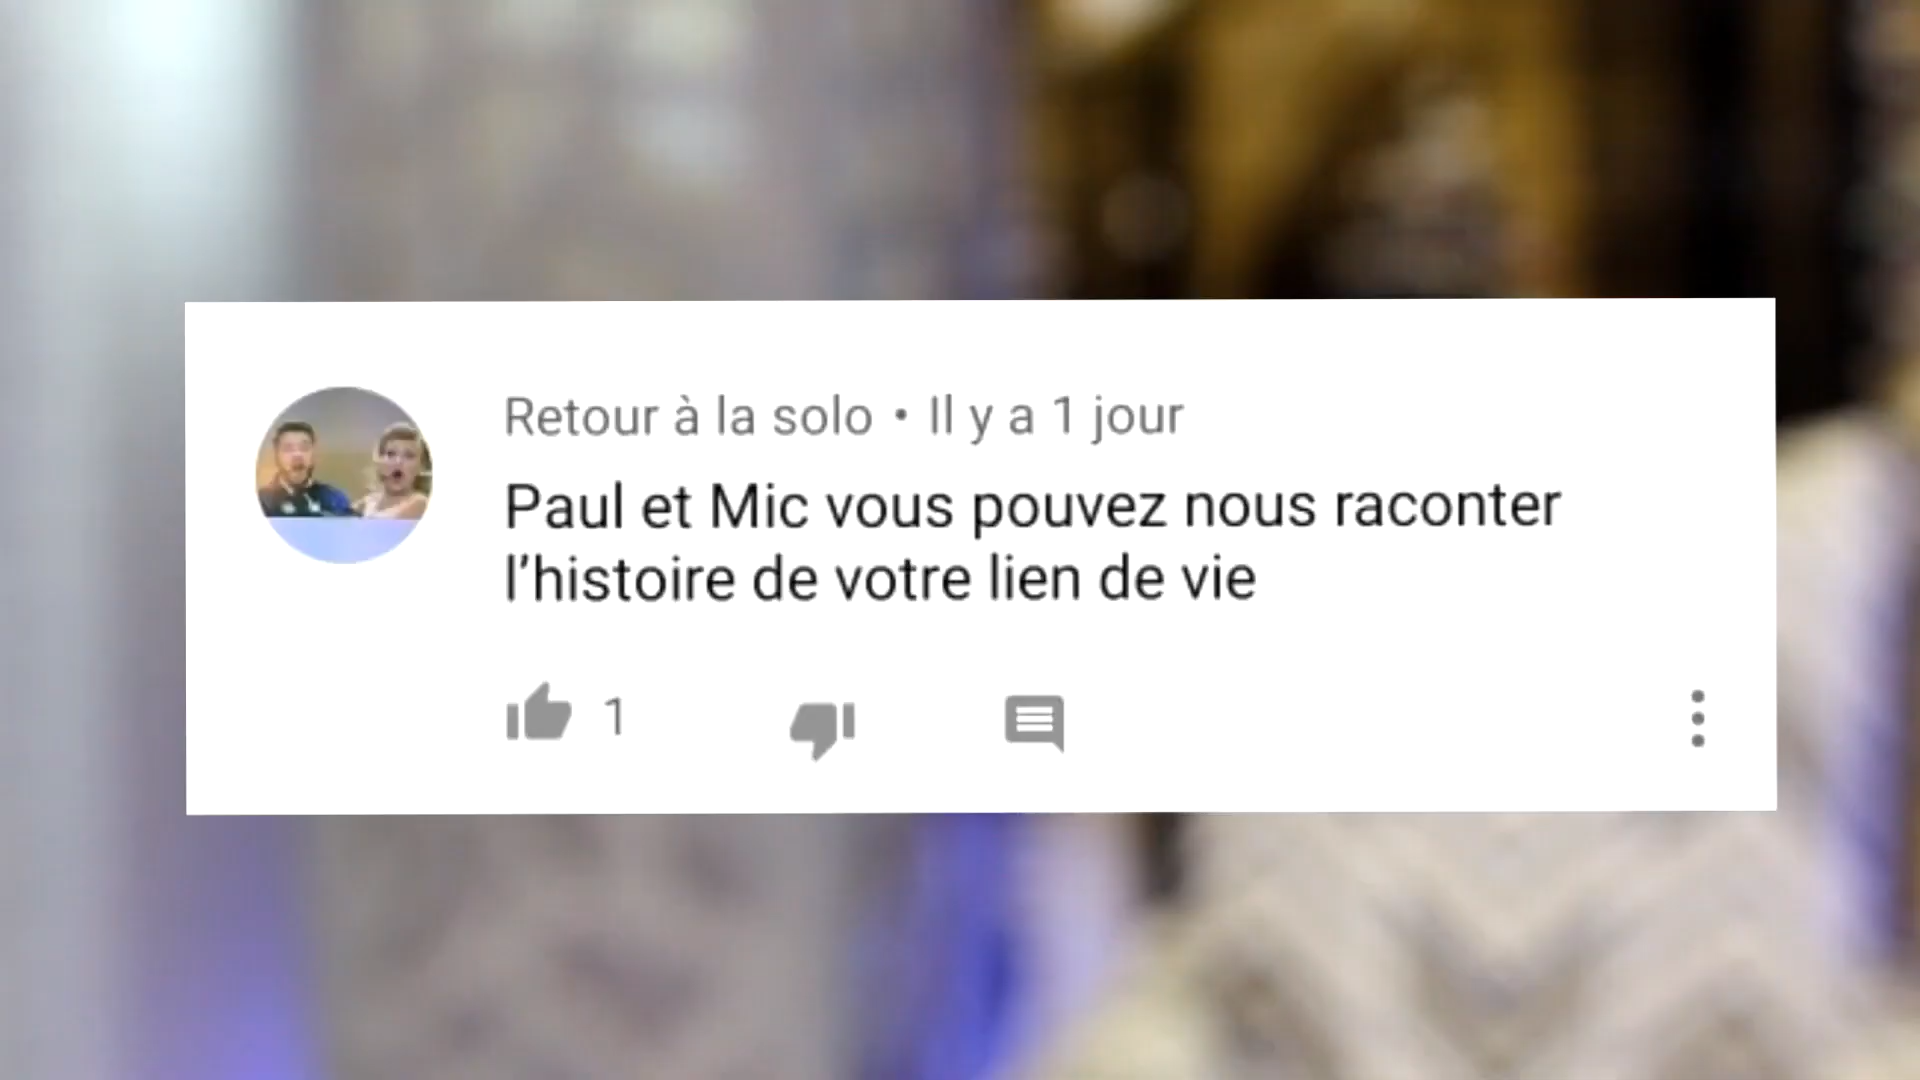 Retour à la solo • Il y a 1 jour
Paul et Mic vous pouvez nous raconter
l'histoire de votre lien de vie
1